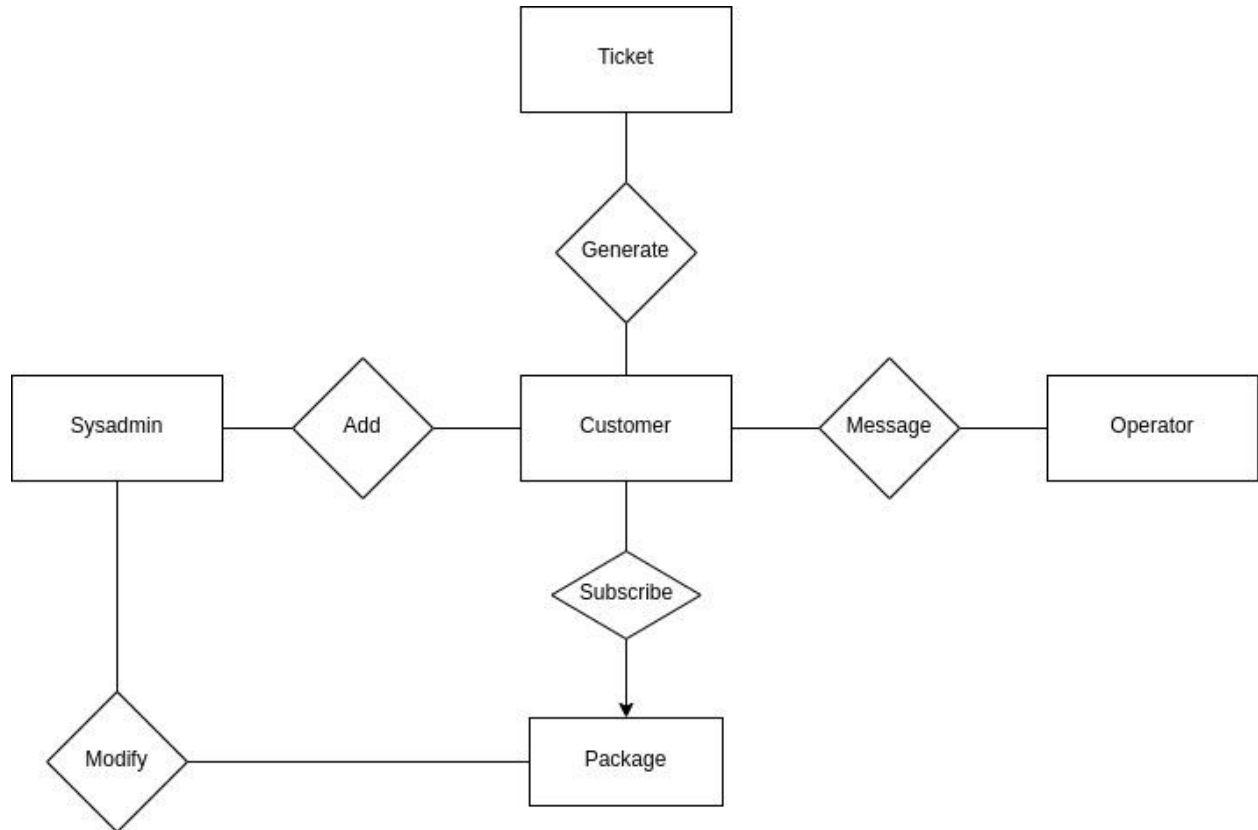 Ticket
Generate
Sysadmin
Add
Customer
Message
Operator
Subscribe
Modify
Package